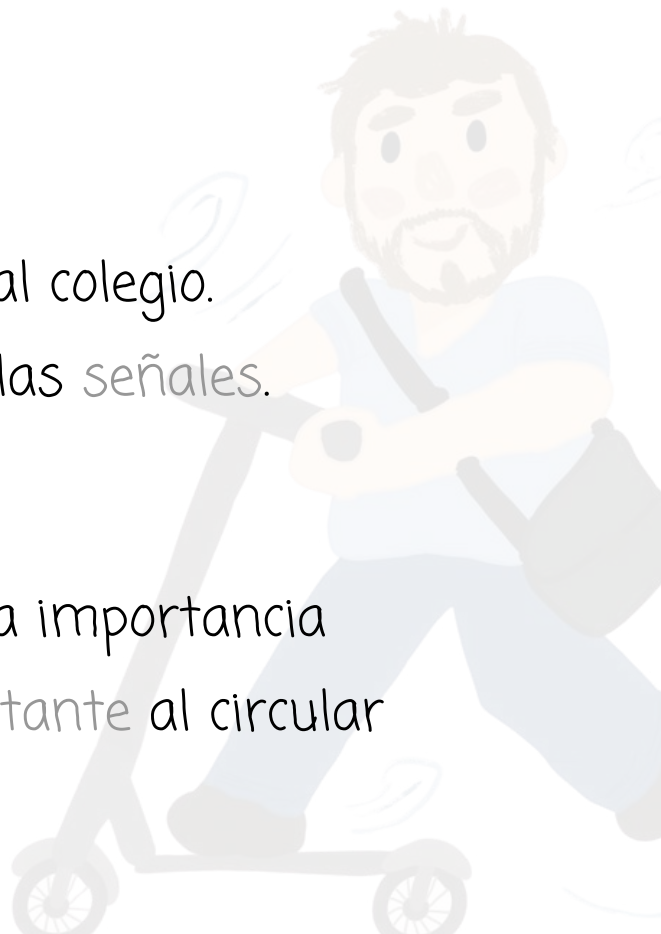 al colegio.
las señales.
a importancia
tante al circular